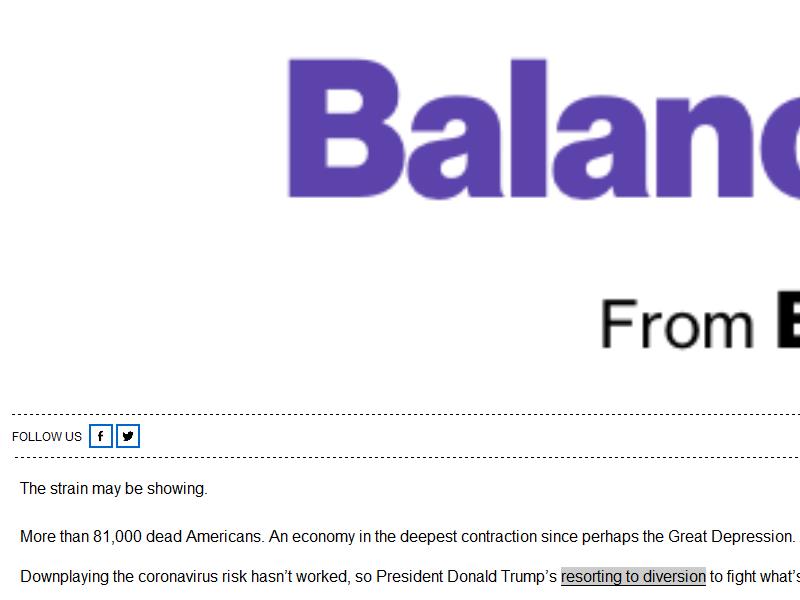 Balanc
From
FOLLOW US
The strain may be showing.
More than 81,000 dead Americans. An economy in the deepest contraction since perhaps the Great Depression.
Downplaying the coronavirus risk hasn’t worked, so President Donald Trump’s resorting to diversion to fight what’s